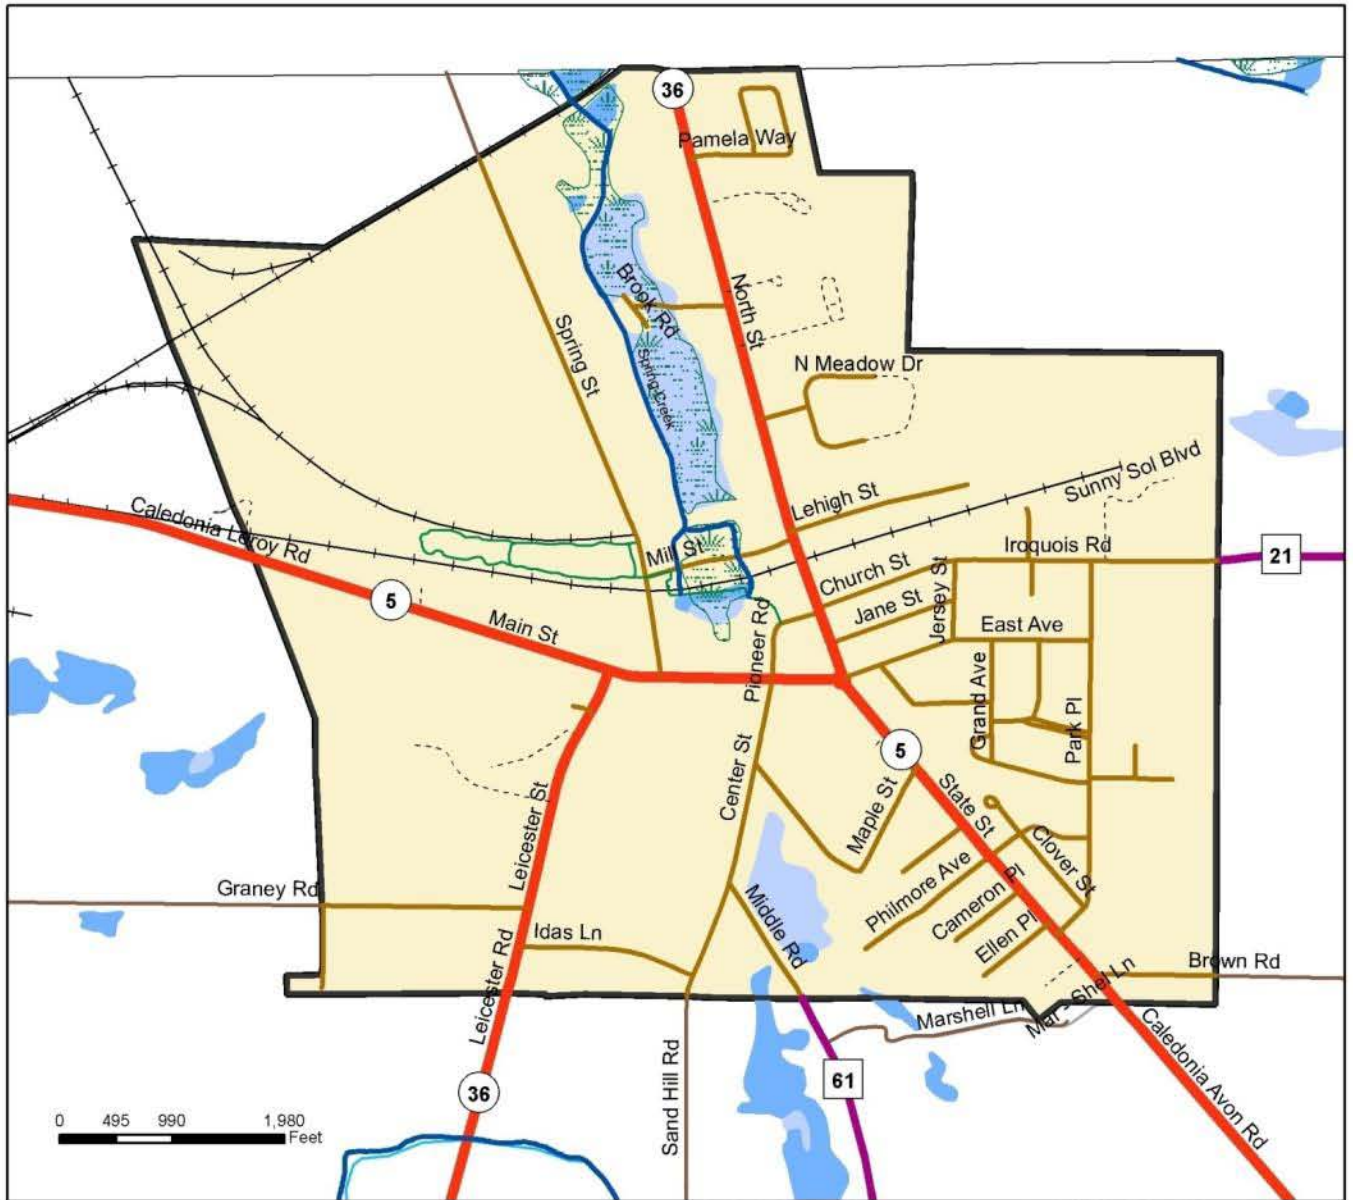 36
Pamela Way
Brook Rd
North St
Spring St
Spring Creek
N Meadow Dr
Lehigh St
Sunny Sol Blvd
Caledonia Leroy Rd
Mill St
Iroquois Rd
21
Church St
5
Jane St
Jersey St
Main St
East Ave
Pioneer Rd
Grand Ave
Park Pl
Center St
5
Leicester St
Maple St
State St
Clover St
Graney Rd
Philmore Ave
Cameron Pl
Middle Rd
Idas Ln
Ellen Pl
Leicester Rd
Brown Rd
Mar - Shel Ln
Marshell Ln
Caledonia Avon Rd
Sand Hill Rd
61
36
0 495 990 1,980
Feet